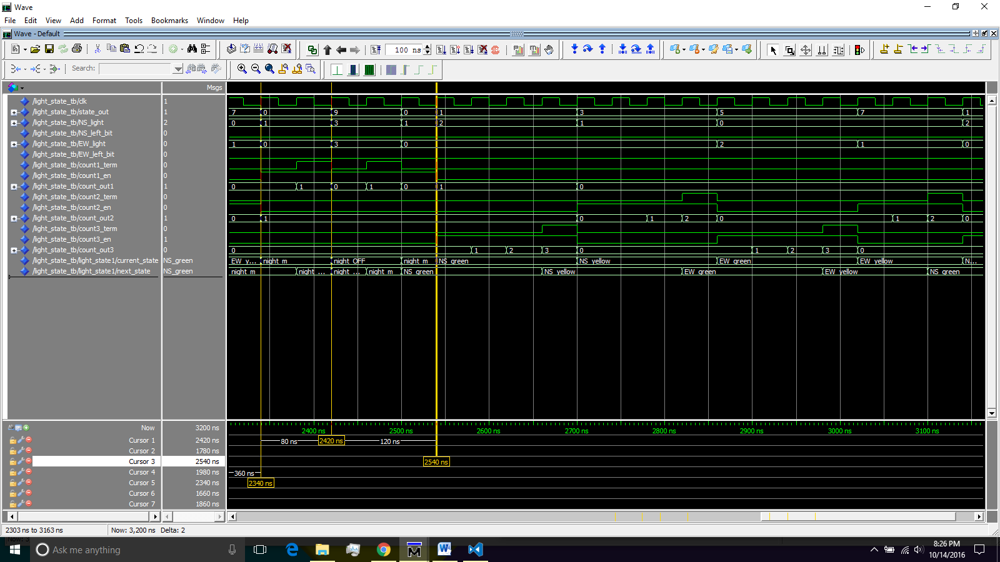 Wave
File Edit View Add Format Tools Bookmarks Window Help
Wave - Default
100 ns
Search:
Msgs
/light_state_tb/clk 1
/light_state_tb/state_out 1 7 0 9 0 1 3 5 7 1
/light_state_tb/NS_light 2 0 1 3 1 2 1 0 2
/light_state_tb/NS_left_bit 0
/light_state_tb/EW_light 0 1 0 3 0 2 1 0
/light_state_tb/EW_left_bit 0
/light_state_tb/count1_term 0
/light_state_tb/count1_en 0
/light_state_tb/count_out1 1 0 1 0 1 0 1 0
/light_state_tb/count2_term 0
/light_state_tb/count2_en 0
/light_state_tb/count_out2 1 0 1 0 1 2 0 1 2 0
/light_state_tb/count3_term 0
/light_state_tb/count3_en 1
/light_state_tb/count_out3 0 0 1 2 3 0 1 2 3 0
/light_state_tb/light_state1/current_state NS_green EW_y... night_m night_OFF night_m NS_green NS_yellow EW_green EW_yellow N...
/light_state_tb/light_state1/next_state NS_green night_m night_... night_... night_m NS_green NS_yellow EW_green EW_yellow NS_green
Now 3200 ns 2400 ns 2500 ns 2600 ns 2700 ns 2800 ns 2900 ns 3000 ns 3100 ns
Cursor 1 2420 ns 80 ns 2420 ns 120 ns
Cursor 2 1780 ns
Cursor 3 2540 ns 2540 ns
Cursor 4 1980 ns 360 ns
Cursor 5 2340 ns 2340 ns
Cursor 6 1660 ns
Cursor 7 1860 ns
2303 ns to 3163 ns Now: 3,200 ns Delta: 2
Ask me anything
8:26 PM
10/14/2016